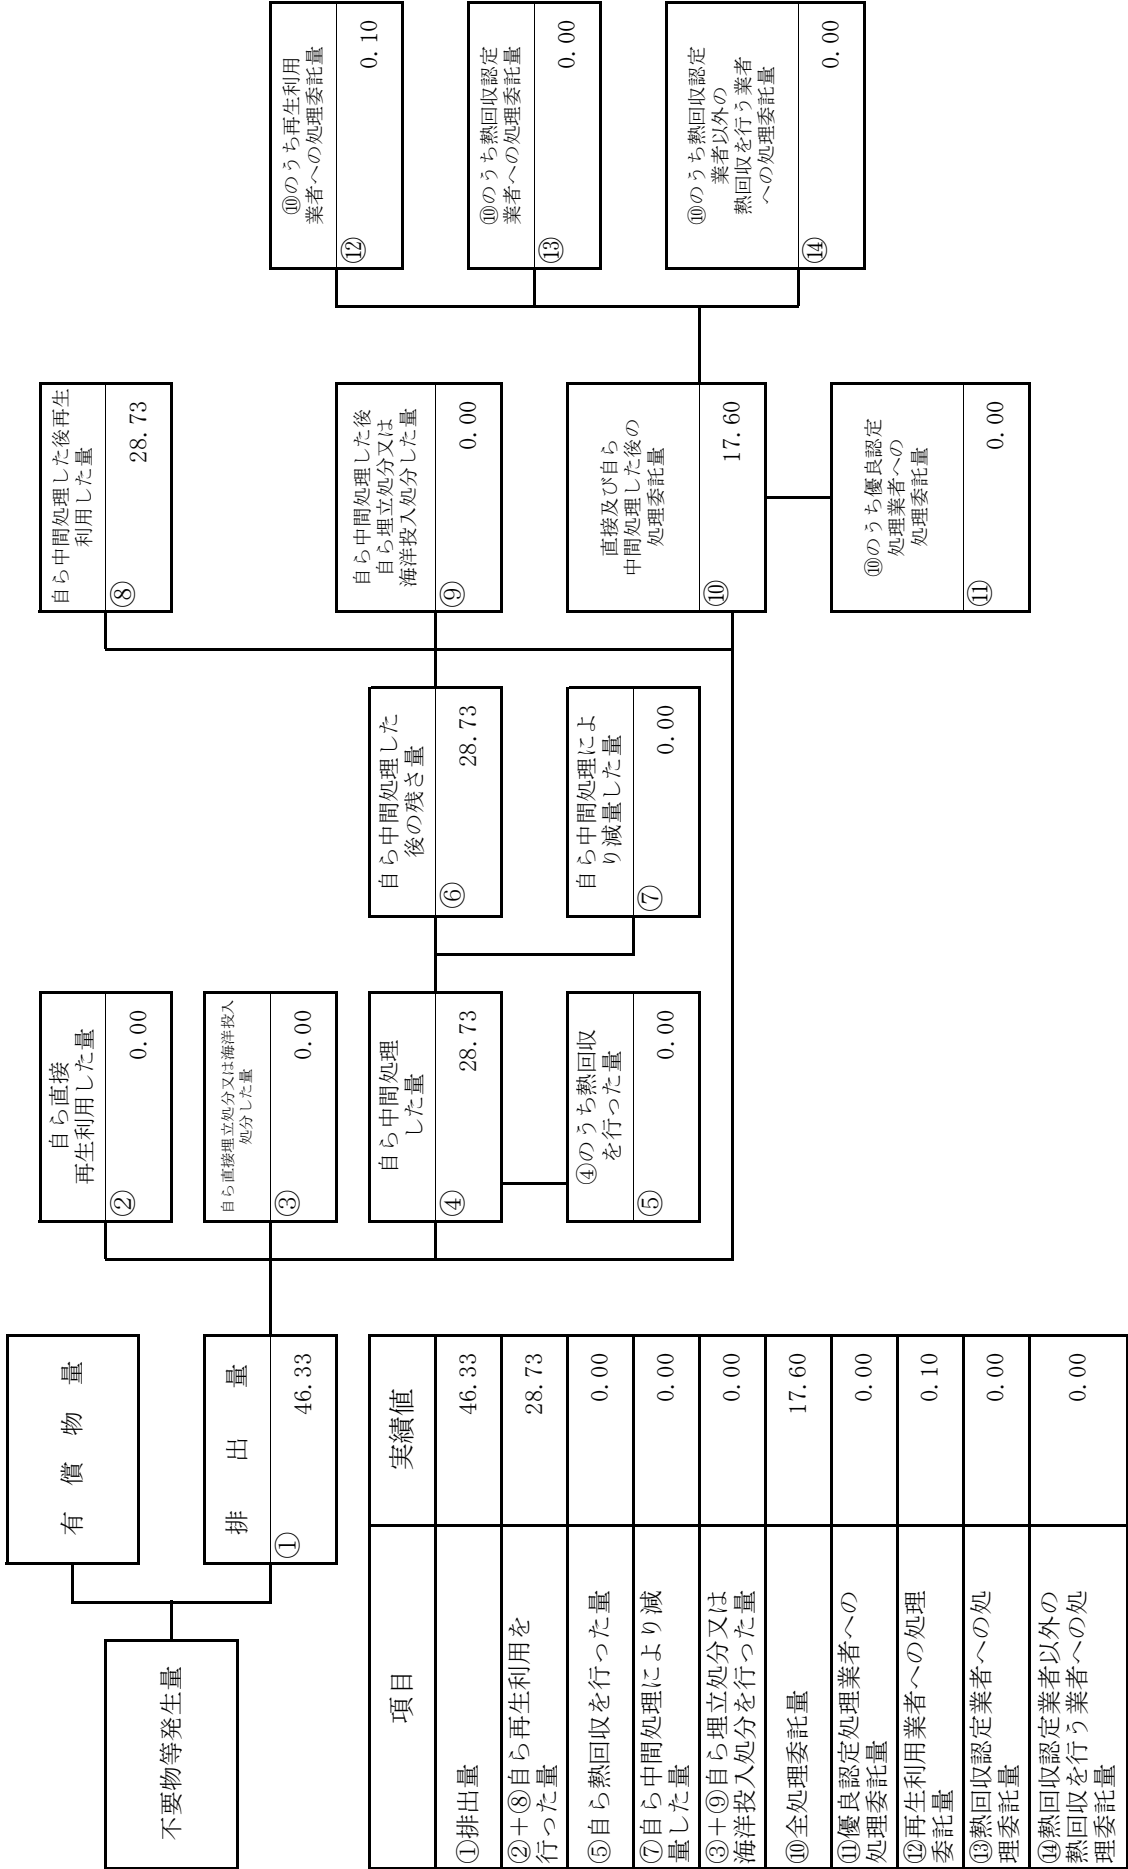 不要物等発生量
有償物量
排出量
①
46.33
自ら直接
再生利用した量
②
0.00
自ら直接埋立処分又は海洋投入
処分した量
③
0.00
自ら中間処理
した量
④
28.73
④のうち熱回収
を行った量
⑤
0.00
自ら中間処理した
後の残さ量
⑥
28.73
自ら中間処理によ
り減量した量
⑦
0.00
自ら中間処理した後再生
利用した量
⑧
28.73
自ら中間処理した後
自ら埋立処分又は
海洋投入処分した量
⑨
0.00
直接及び自ら
中間処理した後の
処理委託量
⑩
17.60
⑩のうち優良認定
処理業者への
処理委託量
⑪
0.00
⑩のうち再生利用
業者への処理委託量
⑫
0.10
⑩のうち熱回収認定
業者への処理委託量
⑬
0.00
⑩のうち熱回収認定
業者以外の
熱回収を行う業者
への処理委託量
⑭
0.00
項目
実績値
①排出量
46.33
②+⑧自ら再生利用を
行った量
28.73
⑤自ら熱回収を行った量
0.00
⑦自ら中間処理により減
量した量
0.00
③+⑨自ら埋立処分又は
海洋投入処分を行った量
0.00
⑩全処理委託量
17.60
⑪優良認定処理業者への
処理委託量
0.00
⑫再生利用業者への処理
委託量
0.10
⑬熱回収認定業者への処
理委託量
0.00
⑭熱回収認定業者以外の
熱回収を行う業者への処
理委託量
0.00